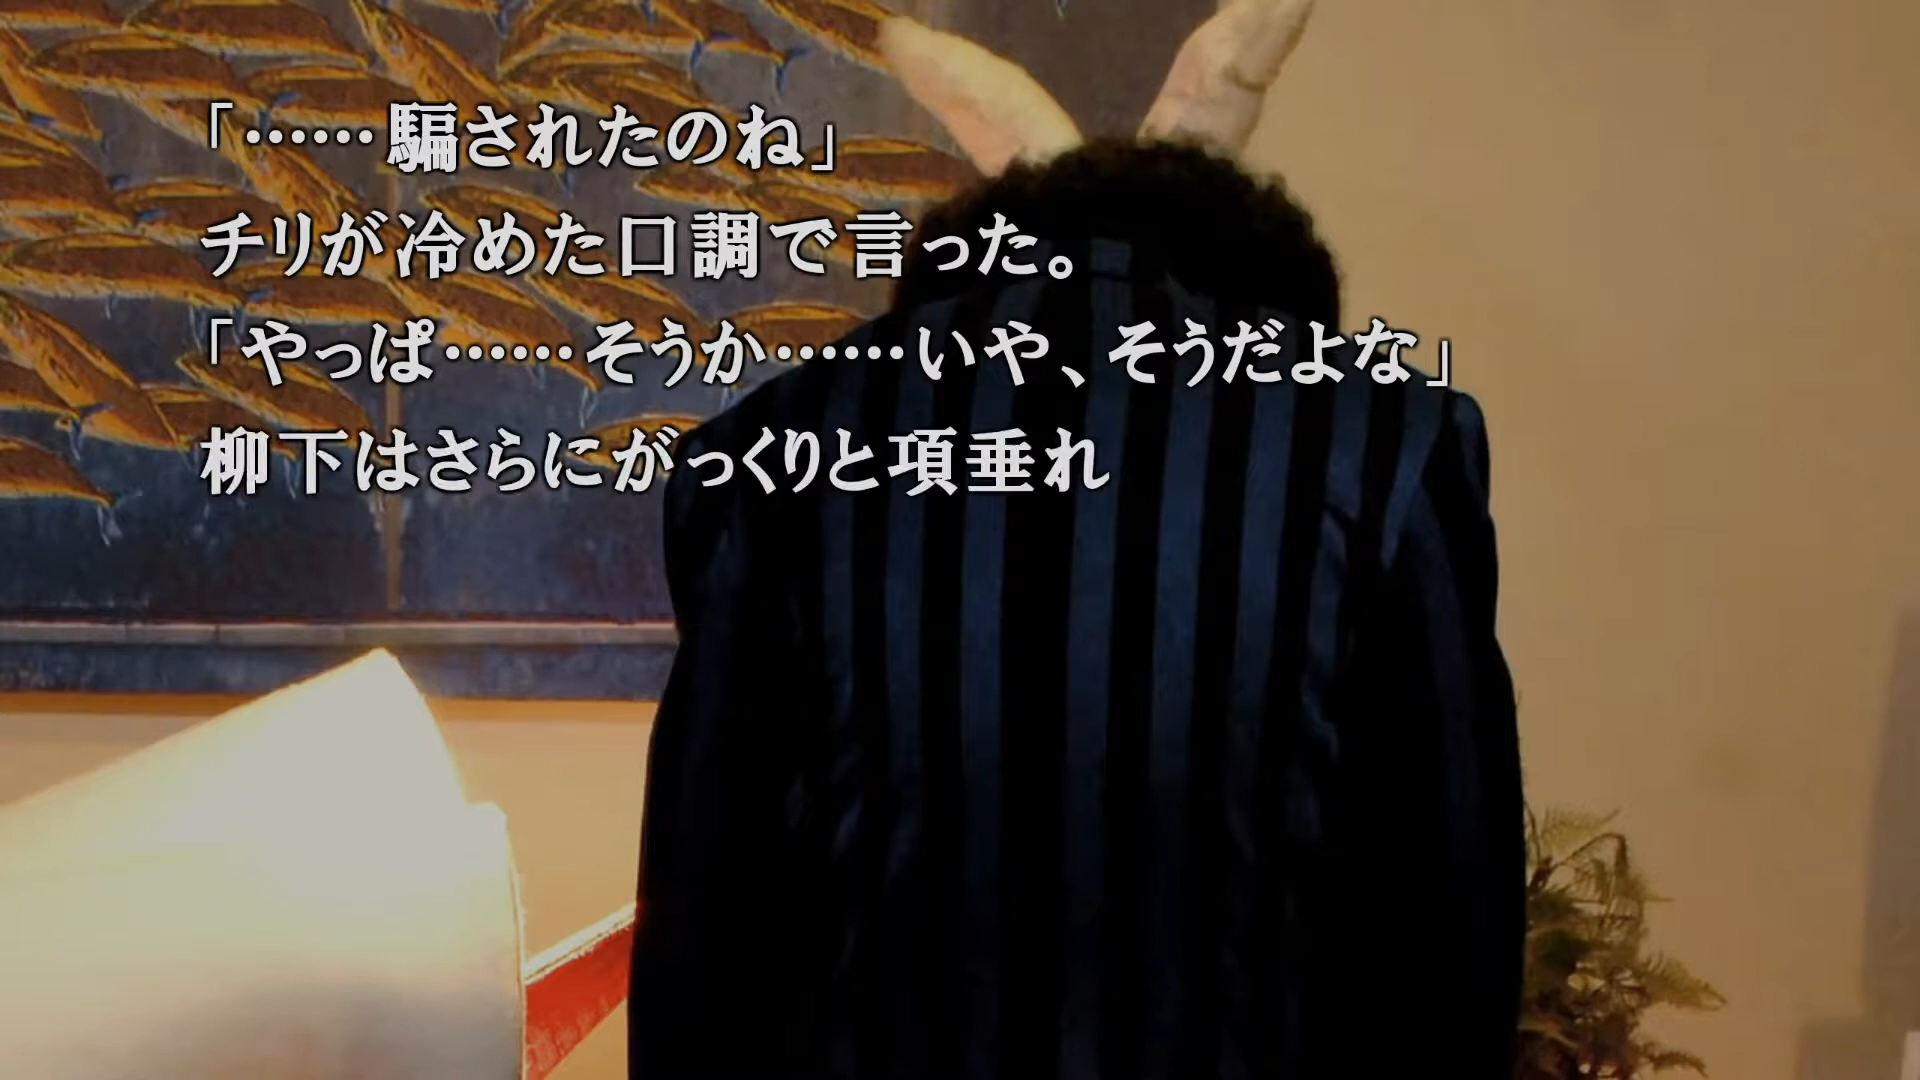 「……騙されたのね」
チリが冷めた口調で言った。
「やっぱ……そうか……いや、そうだよな」
柳下はさらにがっくりと項垂れ